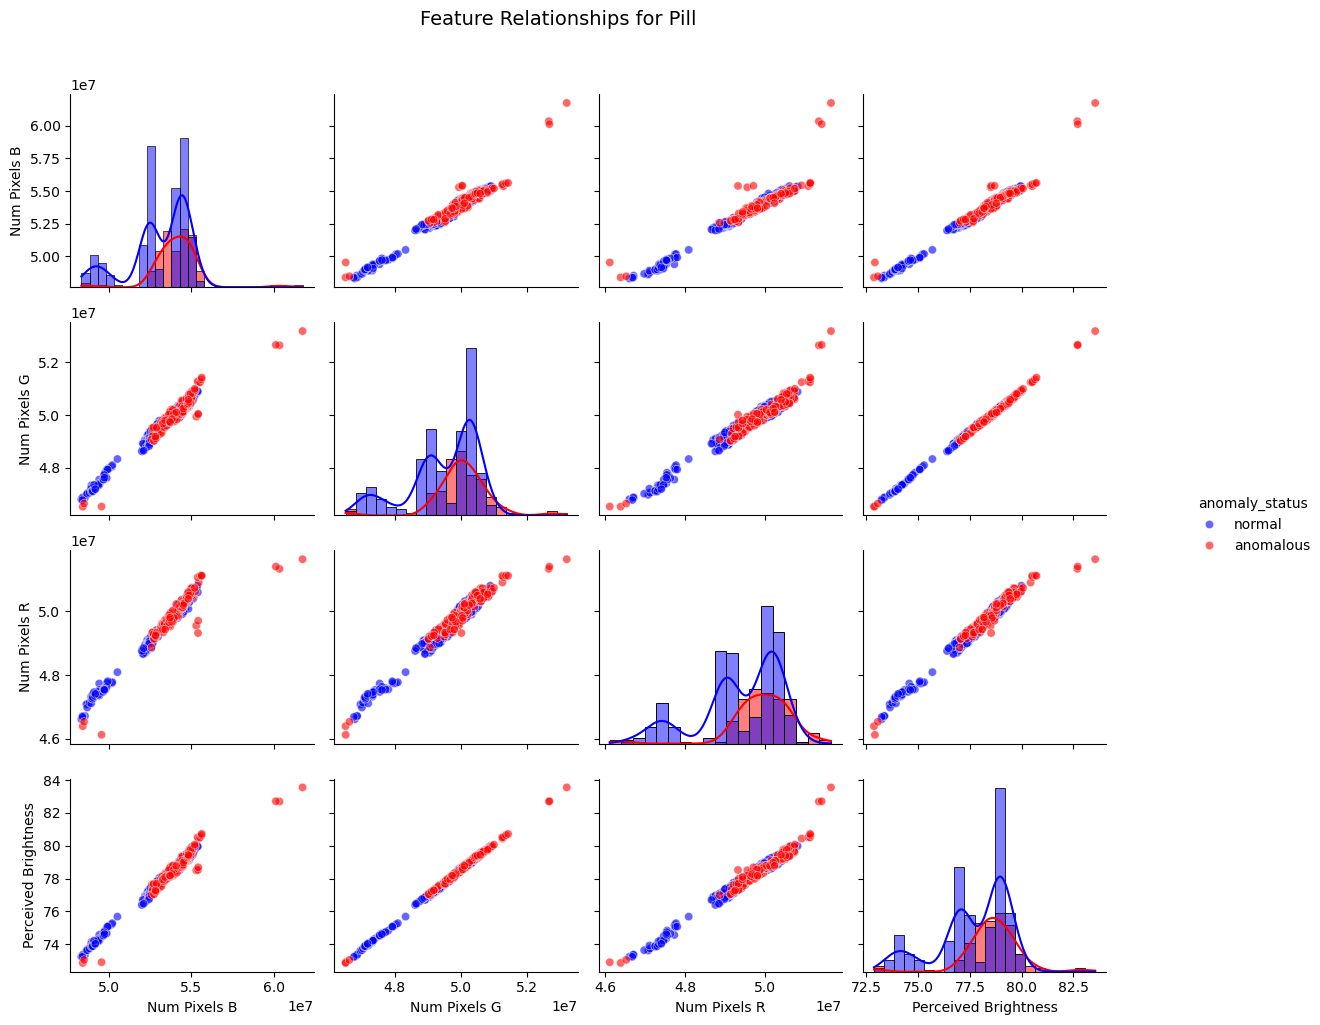 Feature Relationships for Pill
1e7
Num Pixels B
6.00
5.75
5.50
5.25
5.00
1e7
Num Pixels G
5.2
5.0
4.8
anomaly_status
normal
anomalous
1e7
Num Pixels R
5.0
4.8
4.6
Perceived Brightness
84
82
80
78
76
74
5.0 5.5 6.0 4.8 5.0 5.2 4.6 4.8 5.0 72.5 75.0 77.5 80.0 82.5
Num Pixels B 1e7 Num Pixels G 1e7 Num Pixels R 1e7 Perceived Brightness